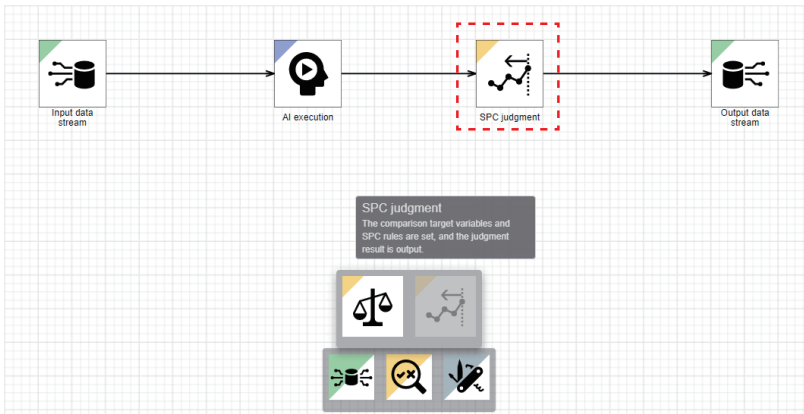 Input data
stream
AI execution
SPC judgment
Output data
stream
SPC judgment
The comparison target variables and
SPC rules are set, and the judgment
result is output.